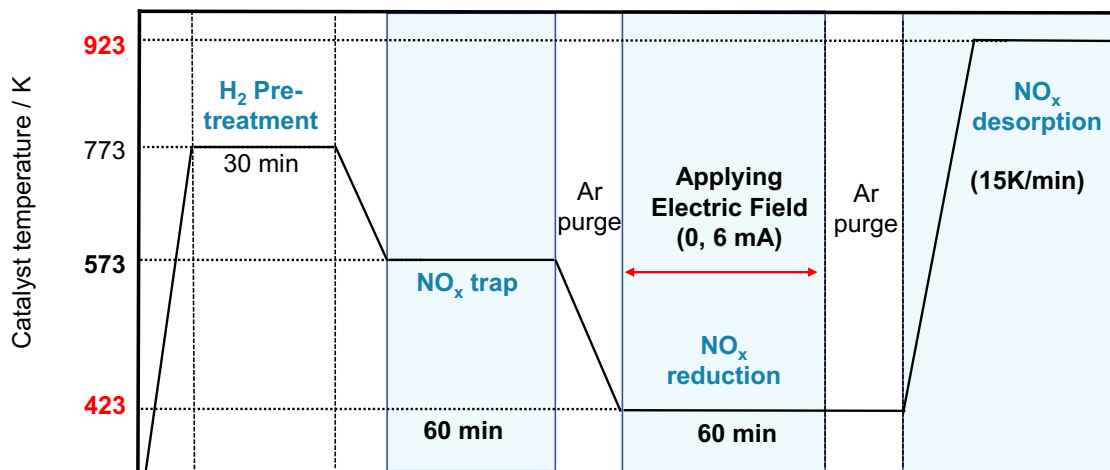 Catalyst temperature / K
923
773
573
423
H₂ Pre-
treatment
30 min
NOₓ trap
60 min
Ar
purge
Applying
Electric Field
(0, 6 mA)
NOₓ
reduction
60 min
Ar
purge
NOₓ
desorption
(15K/min)